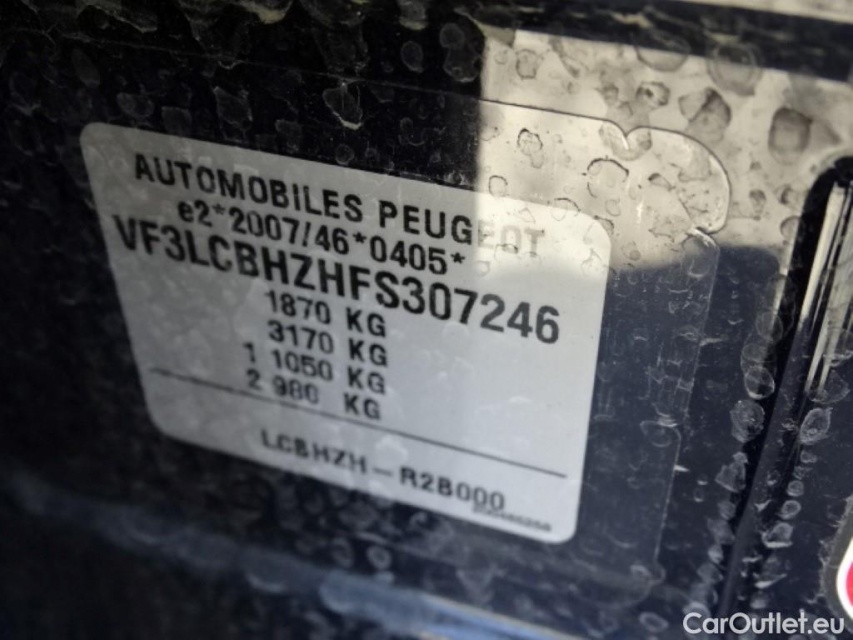 AUTOMOBILES PEUGEOT
e2*2007/46*0405*
VF3LCBHZHFS307246
1870 KG
3170 KG
1 1050 KG
2 980 KG
LCBHZH-R2B000
CarOutlet.eu